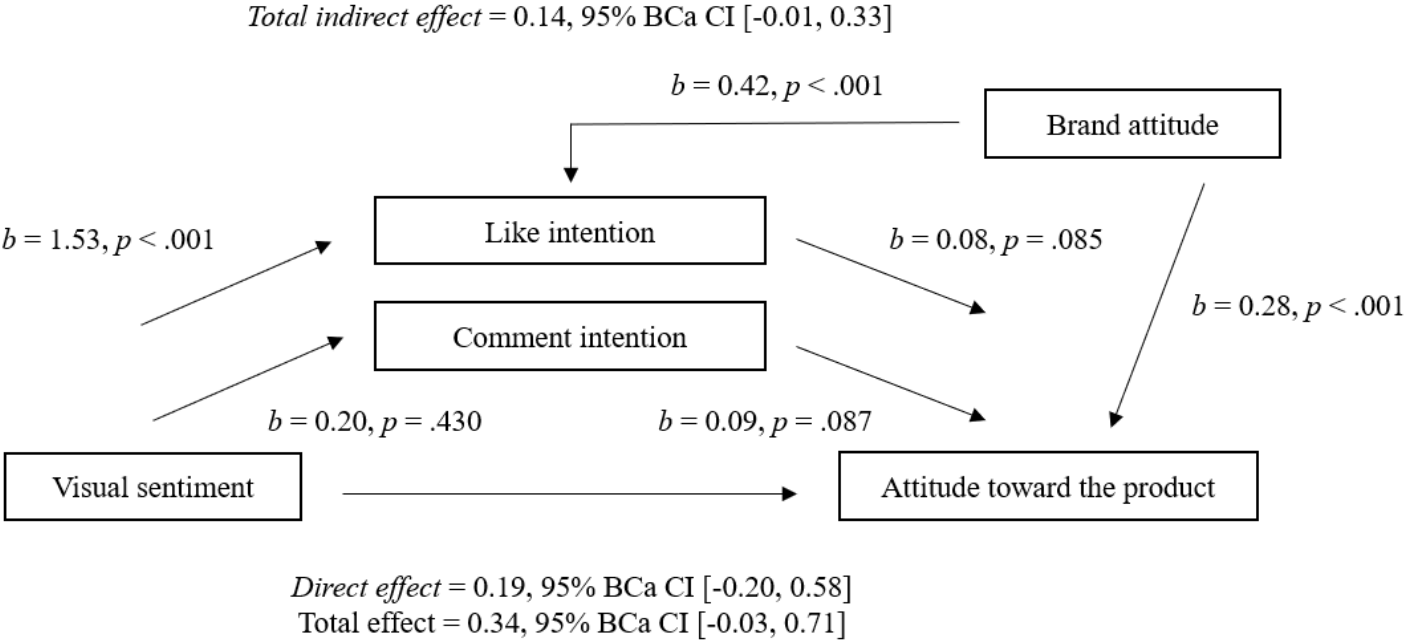 Total indirect effect = 0.14, 95% BCa CI [-0.01, 0.33]
b = 0.42, p < .001
Brand attitude
Like intention
b = 1.53, p < .001
b = 0.08, p = .085
b = 0.28, p < .001
Comment intention
b = 0.20, p = .430
b = 0.09, p = .087
Visual sentiment
Attitude toward the product
Direct effect = 0.19, 95% BCa CI [-0.20, 0.58]
Total effect = 0.34, 95% BCa CI [-0.03, 0.71]